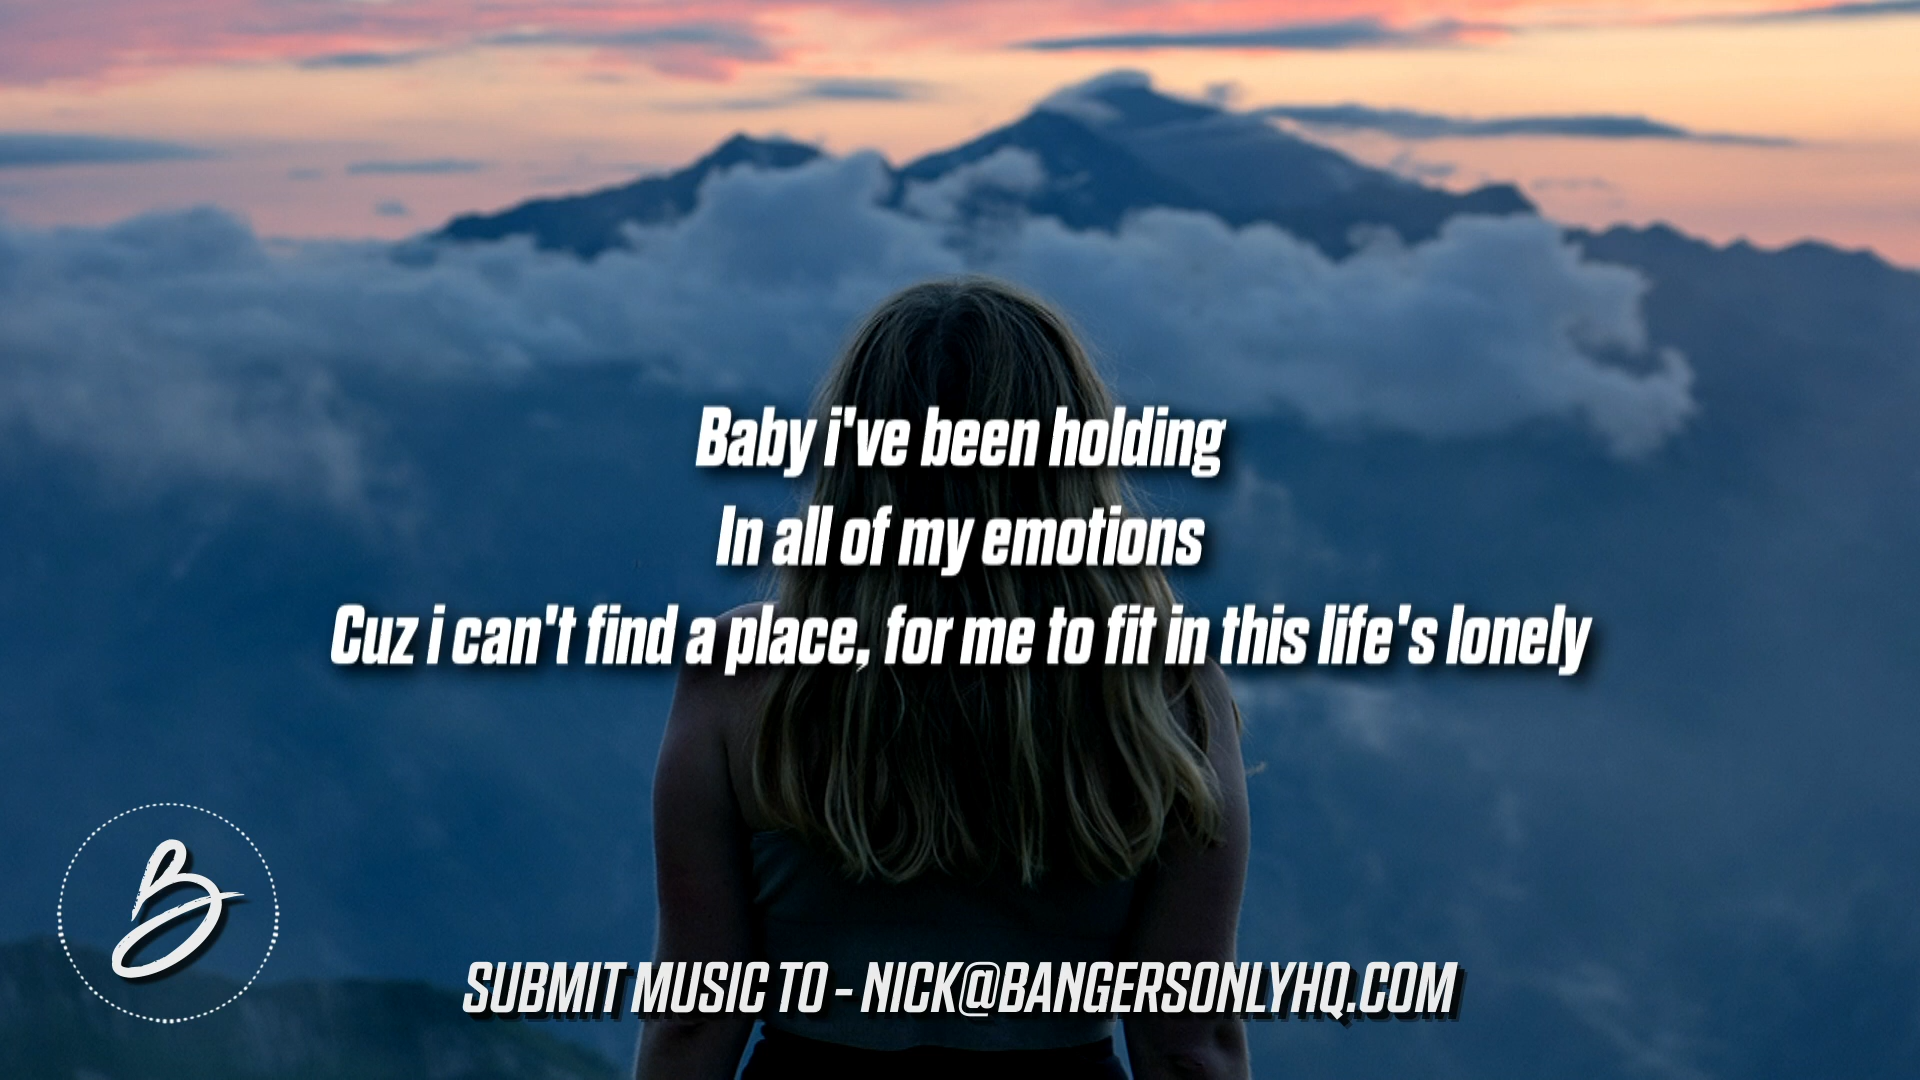 Baby i've been holding
In all of my emotions
Cuz i can't find a place, for me to fit in this life's lonely
B
SUBMIT MUSIC TO - NICK@BANGERSONLYHQ.COM